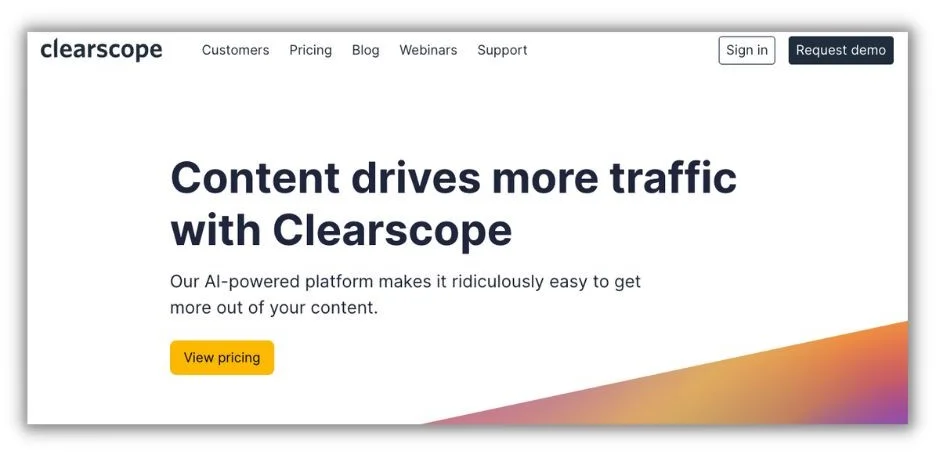 clearscope Customers Pricing Blog Webinars Support Sign in Request demo
Content drives more traffic
with Clearscope
Our AI-powered platform makes it ridiculously easy to get
more out of your content.
View pricing